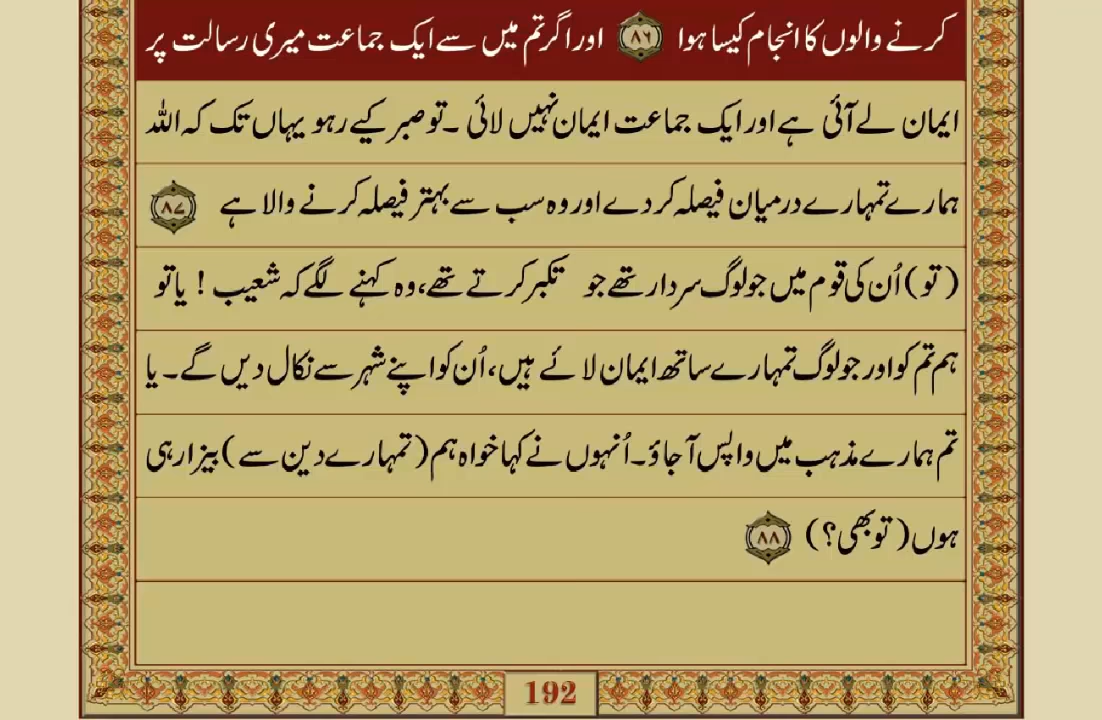 کرنے والوں کا انجام کیسا ہوا ۸۶ اور اگر تم میں سے ایک جماعت میری رسالت پر
ایمان لے آئی ہے اور ایک جماعت ایمان نہیں لائی ۔ تو صبر کیے رہو یہاں تک کہ اللہ
ہمارے تمہارے درمیان فیصلہ کر دے اور وہ سب سے بہتر فیصلہ کرنے والا ہے ۸۷
(تو) اُن کی قوم میں جو لوگ سردار تھے جو تکبر کرتے تھے، وہ کہنے لگے کہ شعیب ! یا تو
ہم تم کو اور جو لوگ تمہارے ساتھ ایمان لائے ہیں، اُن کو اپنے شہر سے نکال دیں گے۔ یا
تم ہمارے مذہب میں واپس آ جاؤ۔ اُنہوں نے کہا خواہ ہم (تمہارے دین سے) بیزار ہی
ہوں (تو بھی؟) ۸۸
192